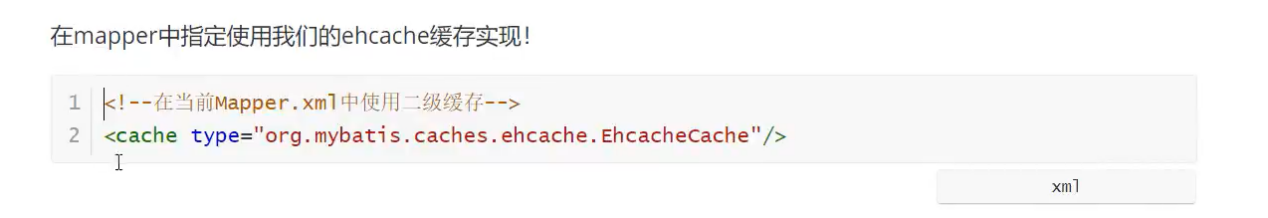 在mapper中指定使用我们的ehcache缓存实现！
1 <!--在当前Mapper.xml中使用二级缓存-->
2 <cache type="org.mybatis.caches.ehcache.EhcacheCache"/>
xml